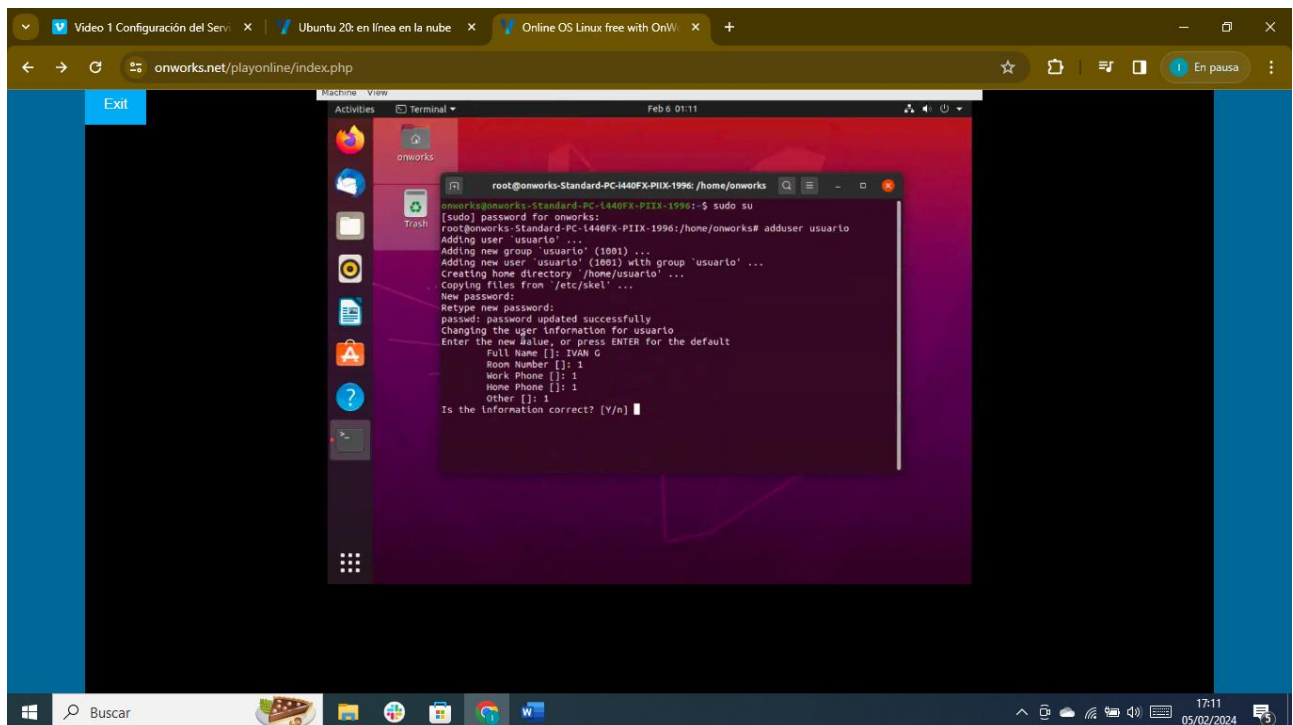 Video 1 Configuración del Servi
Ubuntu 20: en línea en la nube
Online OS Linux free with OnW
onworks.net/playonline/index.php
En pausa
Exit
Machine View
Activities
Terminal
Feb 6 01:11
onworks
Trash
root@onworks-Standard-PC-i440FX-PIIX-1996: /home/onworks
onworks@onworks-Standard-PC-i440FX-PIIX-1996:~$ sudo su
[sudo] password for onworks:
root@onworks-Standard-PC-i440FX-PIIX-1996:/home/onworks# adduser usuario
Adding user `usuario' ...
Adding new group `usuario' (1001) ...
Adding new user `usuario' (1001) with group `usuario' ...
Creating home directory `/home/usuario' ...
Copying files from `/etc/skel' ...
New password:
Retype new password:
passwd: password updated successfully
Changing the user information for usuario
Enter the new value, or press ENTER for the default
Full Name []: IVAN G
Room Number []: 1
Work Phone []: 1
Home Phone []: 1
Other []: 1
Is the information correct? [Y/n]
Buscar
17:11
05/02/2024
5